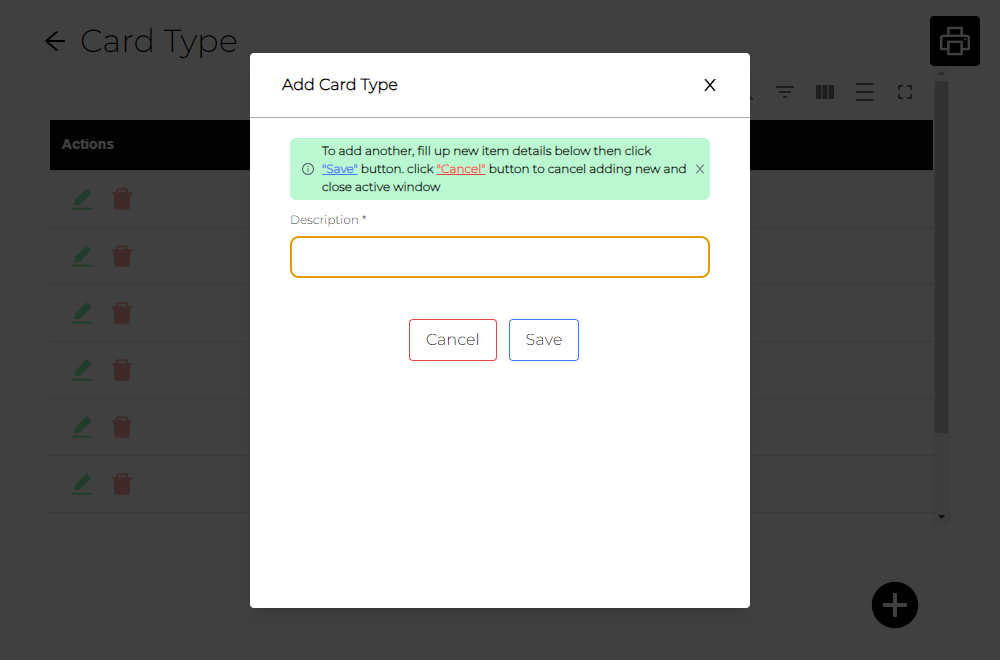 Card Type
Add Card Type
X
Actions
To add another, fill up new item details below then click
"Save" button. click "Cancel" button to cancel adding new and
close active window
Description *
Cancel
Save